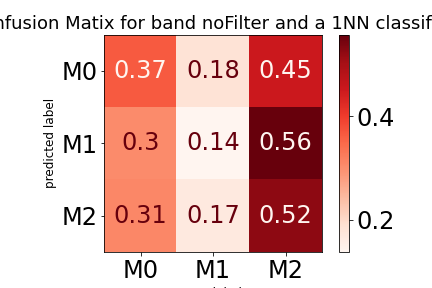 nfusion Matix for band noFilter and a 1NN classif
M0 0.37 0.18 0.45
M1 0.3 0.14 0.56
M2 0.31 0.17 0.52
M0 M1 M2
predicted label
0.4
0.2